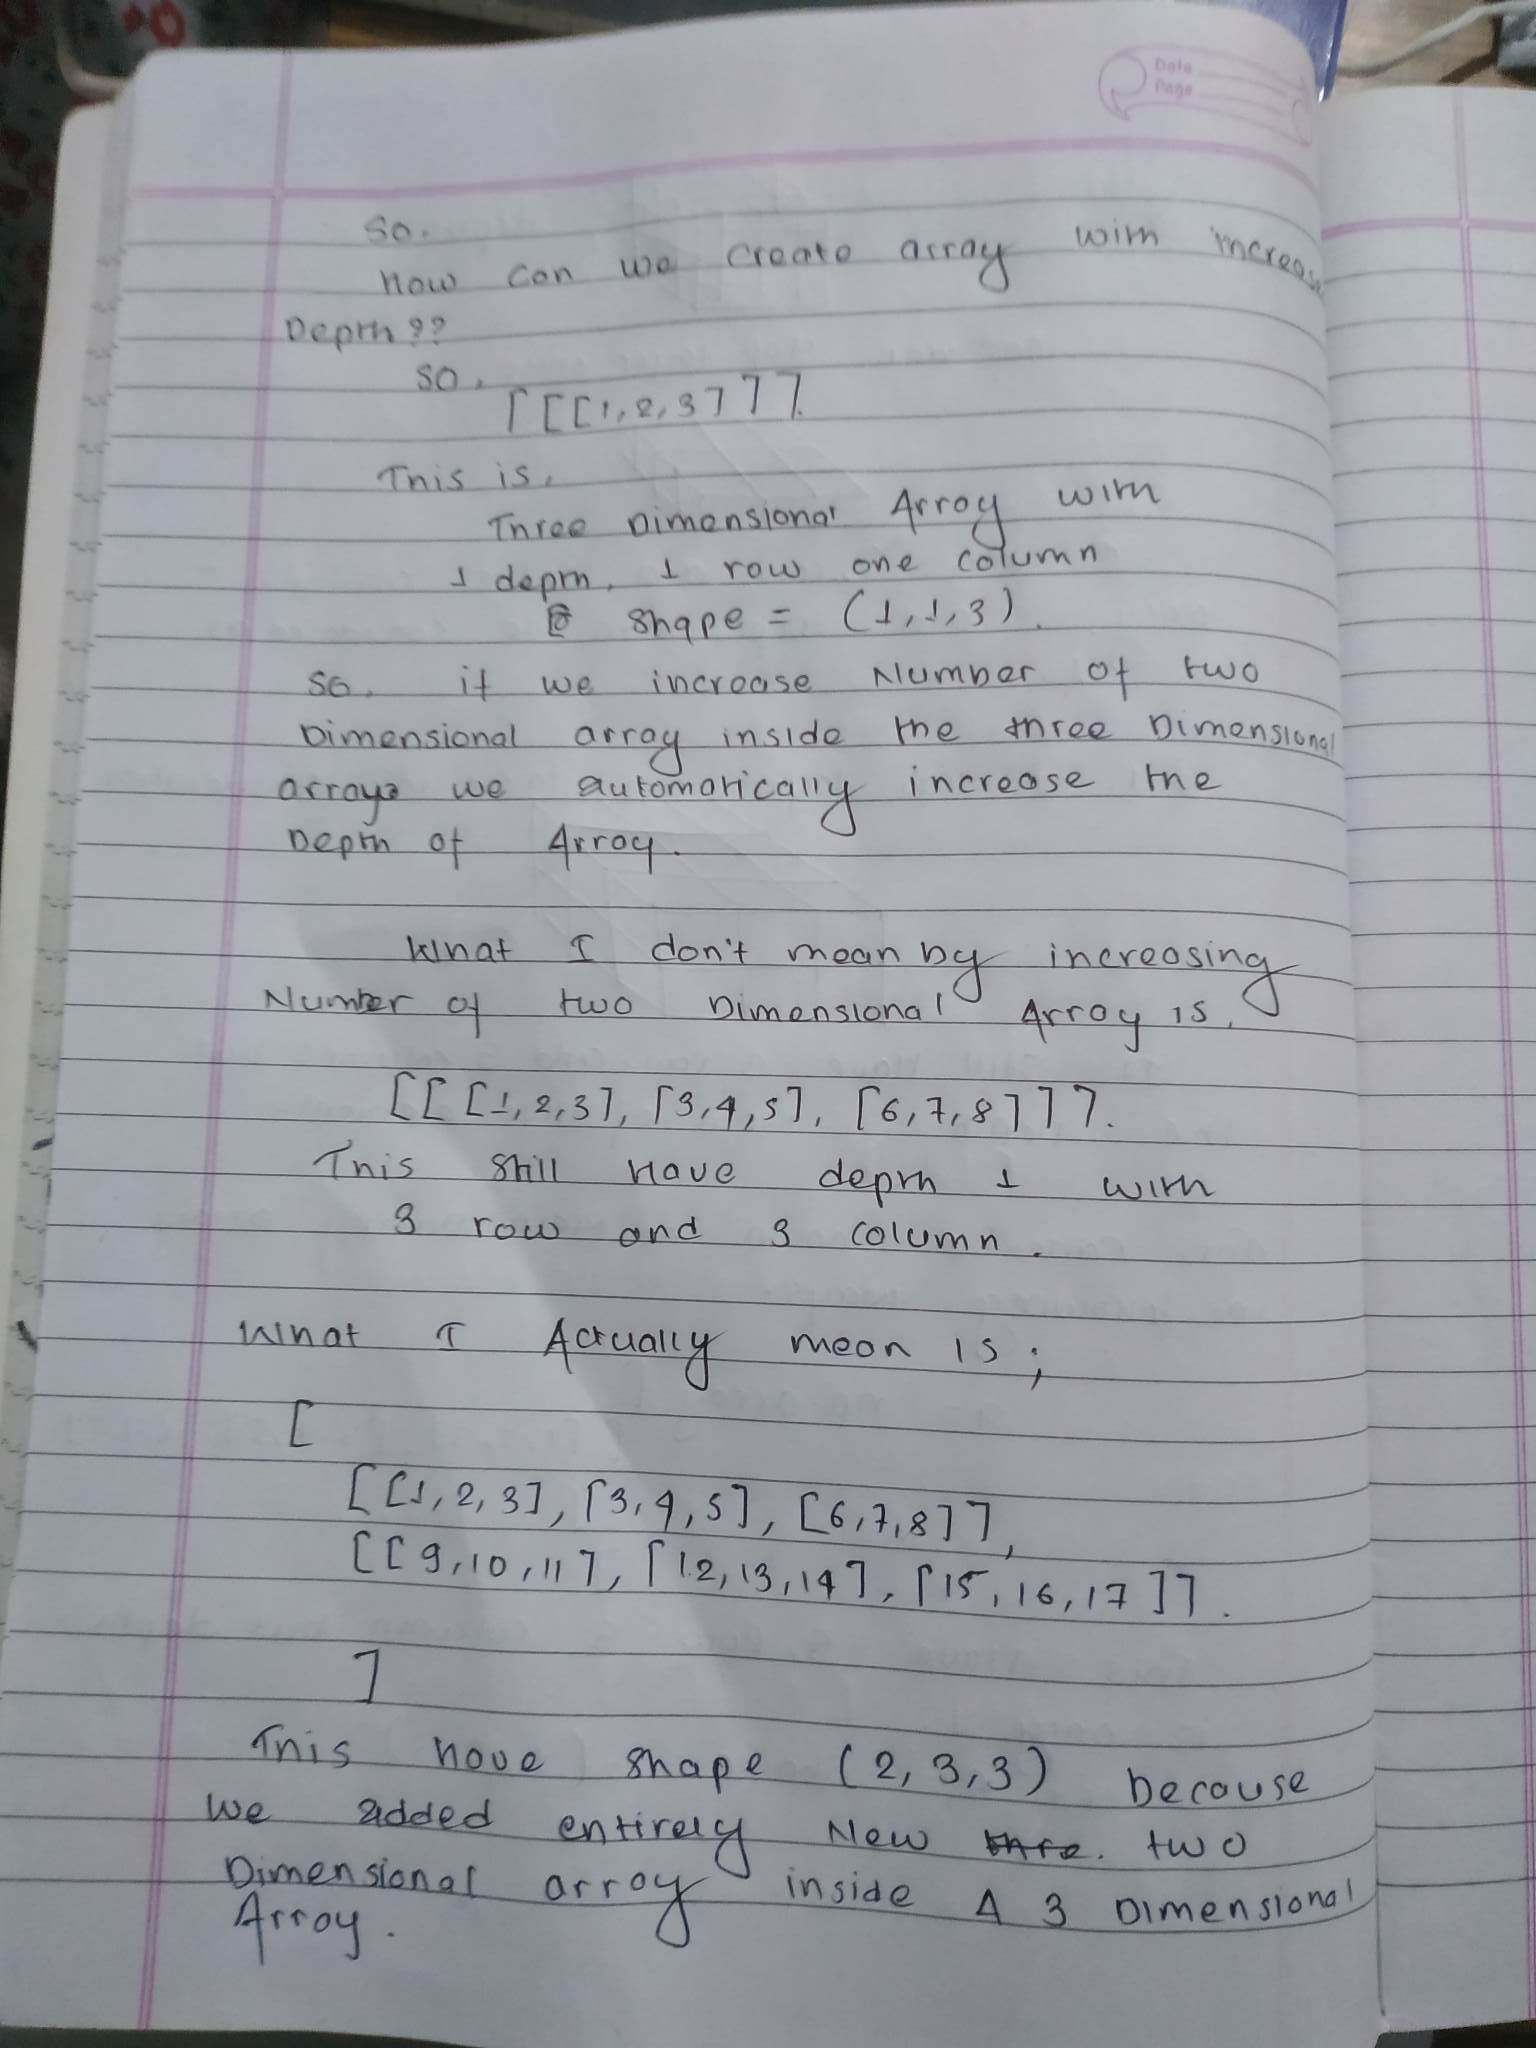 Date
Page
So.
how can we create array with increase
Depth??
So,
[[[1,2,3]]].
This is,
Three Dimensional Array with
1 depth, 1 row one column
shape = (1,1,3).
So, if we increase Number of two
Dimensional array inside the three Dimensional
array we automatically increase the
Depth of Array.
What I don't mean by increasing
Number of two Dimensional Array is,
[[[1,2,3], [3,4,5], [6,7,8]]].
This still have depth 1 with
3 row and 3 column.
What I Actually mean is;
[
[[1,2,3], [3,4,5], [6,7,8]],
[[9,10,11], [12,13,14], [15,16,17]].
]
This have shape (2,3,3) because
we added entirely New thre. two
Dimensional array inside A 3 Dimensional
Array.